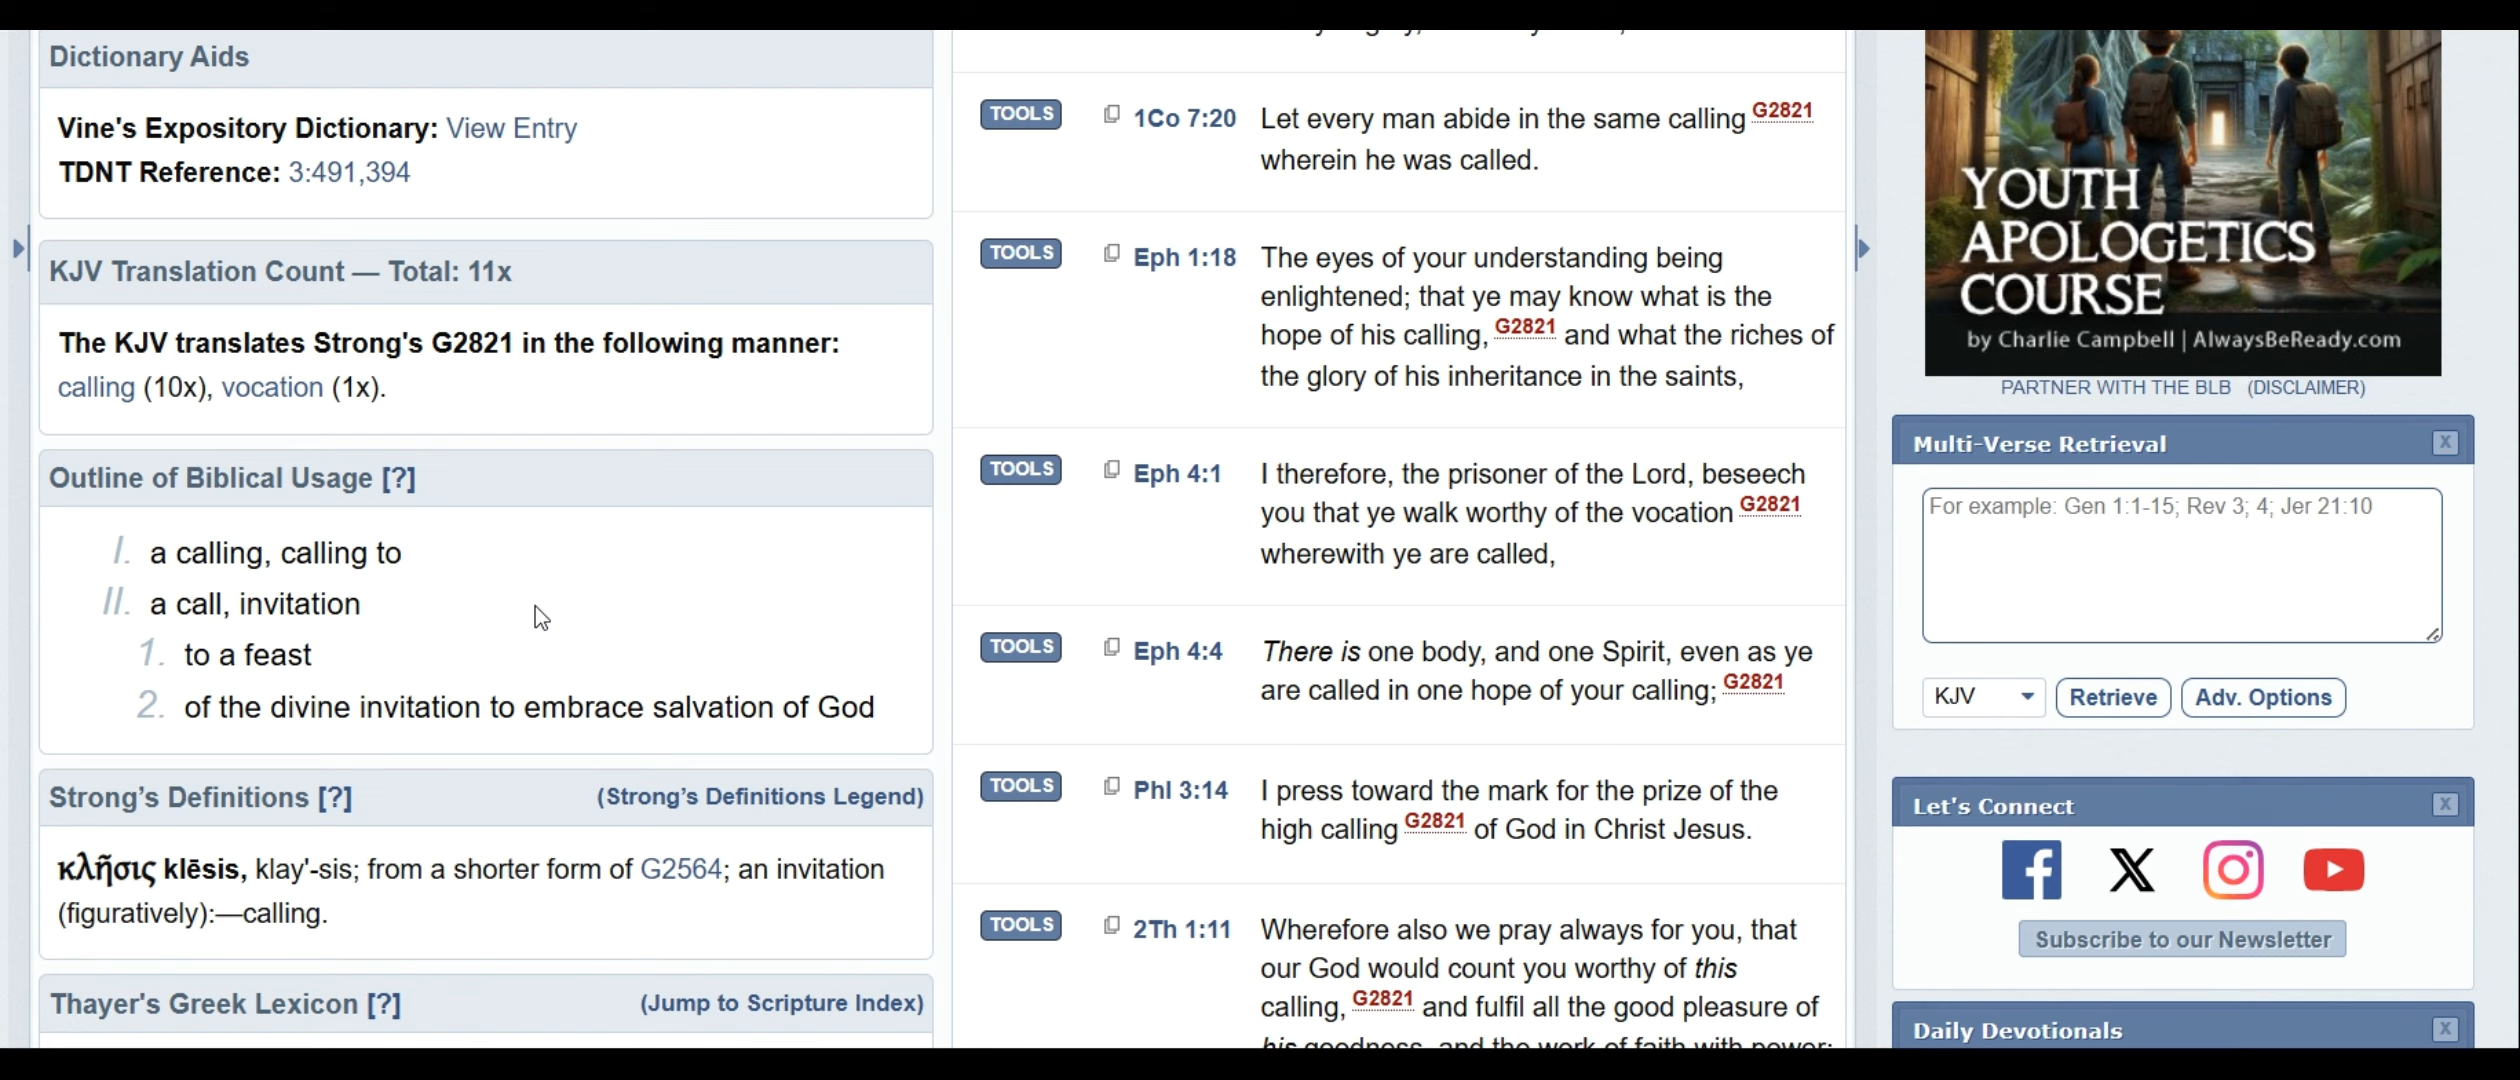 Dictionary Aids
Vine's Expository Dictionary: View Entry
TDNT Reference: 3:491,394
KJV Translation Count — Total: 11x
The KJV translates Strong's G2821 in the following manner:
calling (10x), vocation (1x).
Outline of Biblical Usage [?]
I. a calling, calling to
II. a call, invitation
1. to a feast
2. of the divine invitation to embrace salvation of God
Strong’s Definitions [?] (Strong’s Definitions Legend)
κλῆσις klēsis, klay'-sis; from a shorter form of G2564; an invitation
(figuratively):—calling.
Thayer's Greek Lexicon [?] (Jump to Scripture Index)
TOOLS 1Co 7:20 Let every man abide in the same calling G2821
wherein he was called.
TOOLS Eph 1:18 The eyes of your understanding being
enlightened; that ye may know what is the
hope of his calling, G2821 and what the riches of
the glory of his inheritance in the saints,
TOOLS Eph 4:1 I therefore, the prisoner of the Lord, beseech
you that ye walk worthy of the vocation G2821
wherewith ye are called,
TOOLS Eph 4:4 There is one body, and one Spirit, even as ye
are called in one hope of your calling; G2821
TOOLS Phl 3:14 I press toward the mark for the prize of the
high calling G2821 of God in Christ Jesus.
TOOLS 2Th 1:11 Wherefore also we pray always for you, that
our God would count you worthy of this
calling, G2821 and fulfil all the good pleasure of
his goodness, and the work of faith with power:
YOUTH
APOLOGETICS
COURSE
by Charlie Campbell | AlwaysBeReady.com
PARTNER WITH THE BLB (DISCLAIMER)
Multi-Verse Retrieval X
For example: Gen 1:1-15; Rev 3; 4; Jer 21:10
KJV Retrieve Adv. Options
Let's Connect X
Subscribe to our Newsletter
Daily Devotionals X